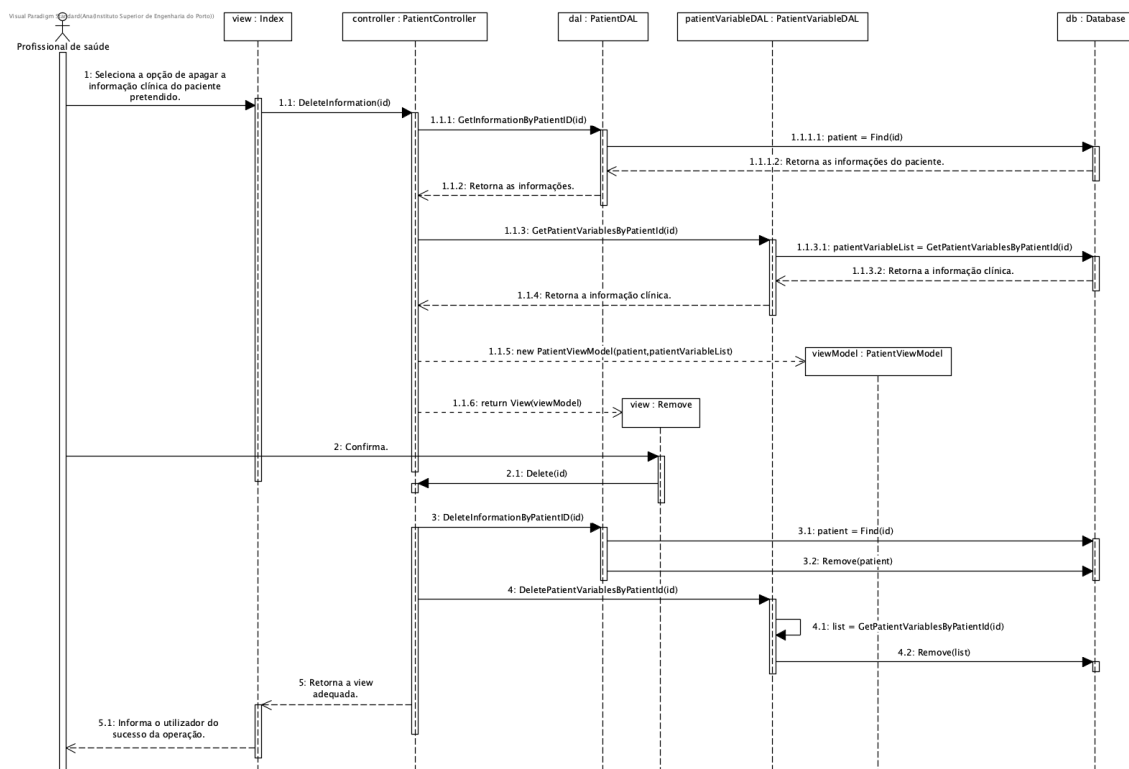 Visual Paradigm Standard(Ana(Instituto Superior de Engenharia do Porto))
view : Index
controller : PatientController
dal : PatientDAL
patientVariableDAL : PatientVariableDAL
db : Database
Profissional de saúde
1: Seleciona a opção de apagar a
informação clínica do paciente
pretendido.
1.1: DeleteInformation(id)
1.1.1: GetInformationByPatientID(id)
1.1.1.1: patient = Find(id)
1.1.1.2: Retorna as informações do paciente.
1.1.2: Retorna as informações.
1.1.3: GetPatientVariablesByPatientId(id)
1.1.3.1: patientVariableList = GetPatientVariablesByPatientId(id)
1.1.3.2: Retorna a informação clínica.
1.1.4: Retorna a informação clínica.
1.1.5: new PatientViewModel(patient,patientVariableList)
viewModel : PatientViewModel
1.1.6: return View(viewModel)
view : Remove
2: Confirma.
2.1: Delete(id)
3: DeleteInformationByPatientID(id)
3.1: patient = Find(id)
3.2: Remove(patient)
4: DeletePatientVariablesByPatientId(id)
4.1: list = GetPatientVariablesByPatientId(id)
4.2: Remove(list)
5: Retorna a view
adequada.
5.1: Informa o utilizador do
sucesso da operação.